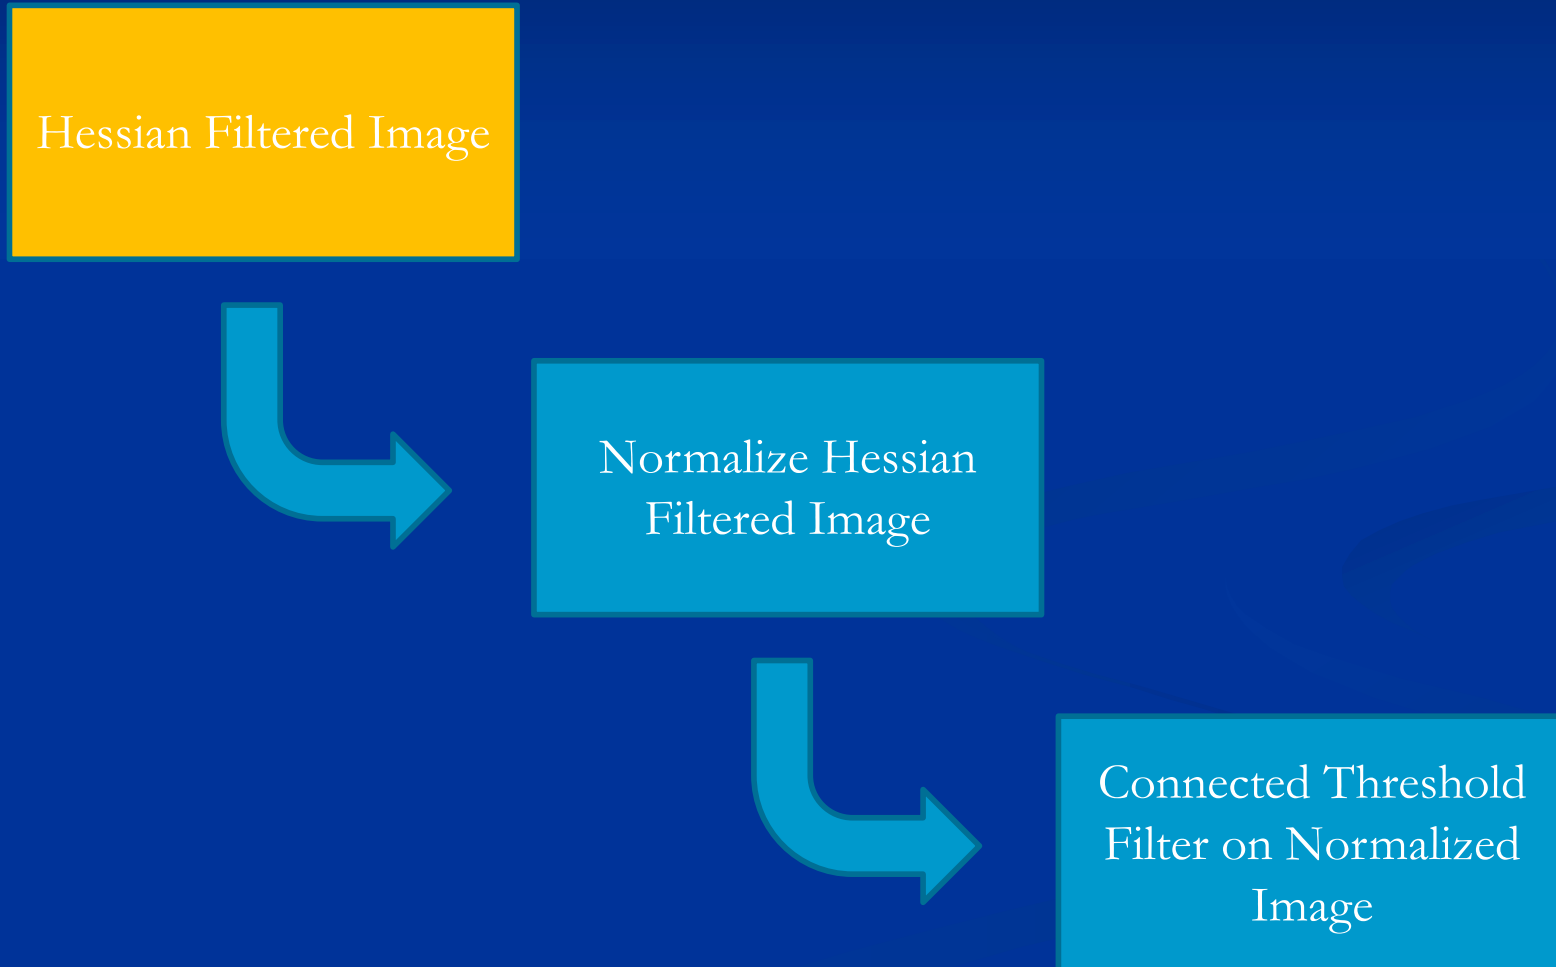 Hessian Filtered Image
Normalize Hessian
Filtered Image
Connected Threshold
Filter on Normalized
Image